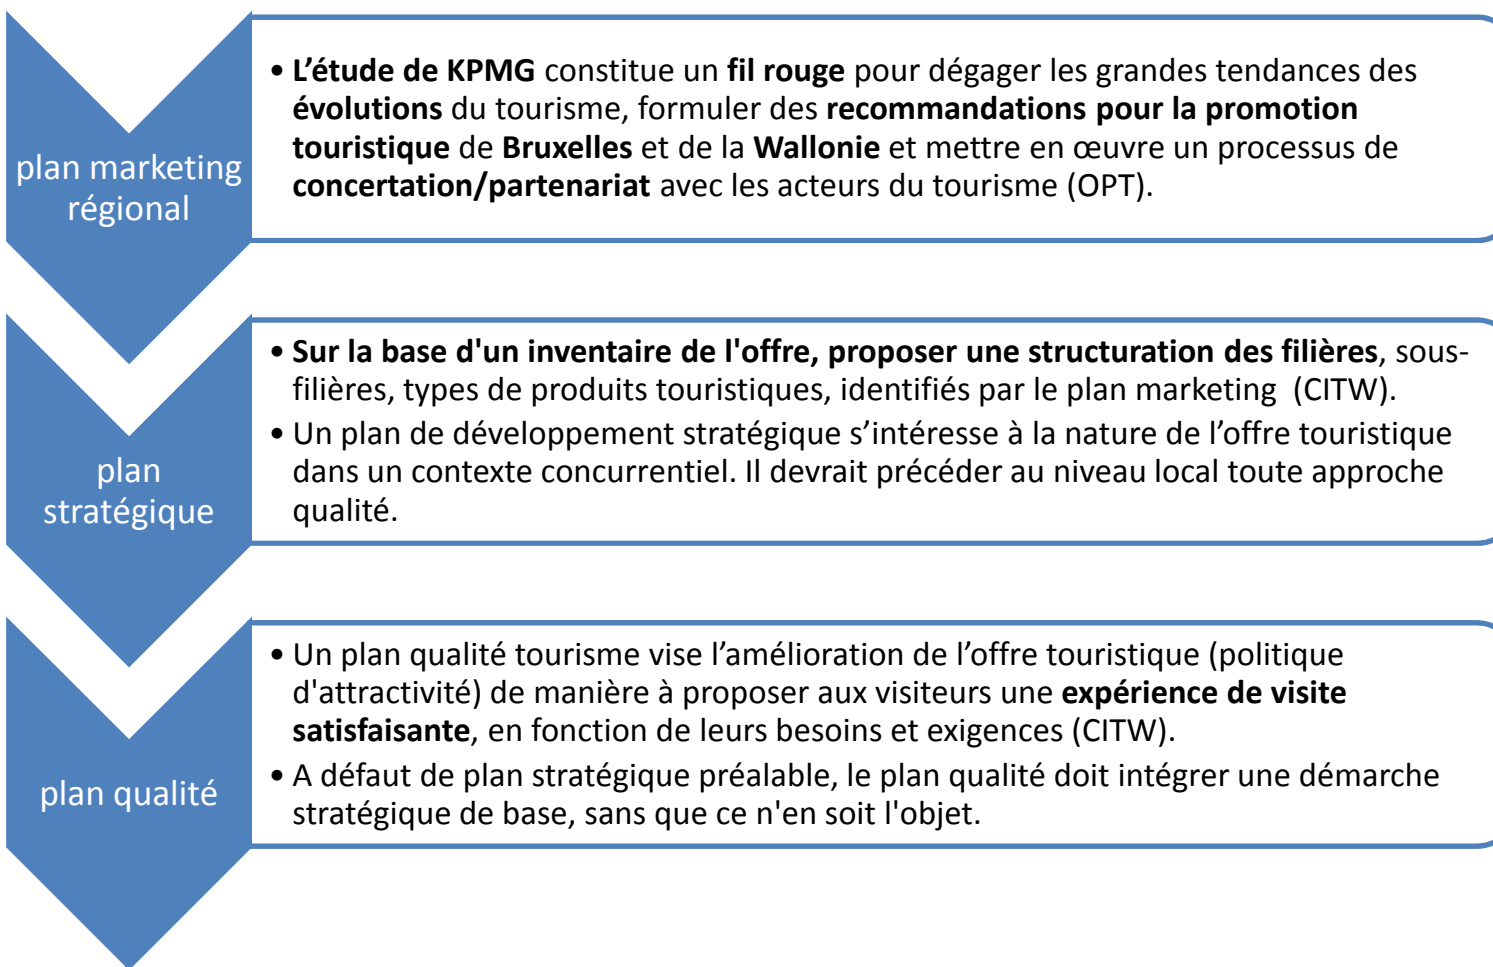 plan marketing
régional
• L’étude de KPMG constitue un fil rouge pour dégager les grandes tendances des
évolutions du tourisme, formuler des recommandations pour la promotion
touristique de Bruxelles et de la Wallonie et mettre en œuvre un processus de
concertation/partenariat avec les acteurs du tourisme (OPT).
plan
stratégique
• Sur la base d'un inventaire de l'offre, proposer une structuration des filières, sous-
filières, types de produits touristiques, identifiés par le plan marketing (CITW).
• Un plan de développement stratégique s’intéresse à la nature de l’offre touristique
dans un contexte concurrentiel. Il devrait précéder au niveau local toute approche
qualité.
plan qualité
• Un plan qualité tourisme vise l’amélioration de l’offre touristique (politique
d'attractivité) de manière à proposer aux visiteurs une expérience de visite
satisfaisante, en fonction de leurs besoins et exigences (CITW).
• A défaut de plan stratégique préalable, le plan qualité doit intégrer une démarche
stratégique de base, sans que ce n'en soit l'objet.